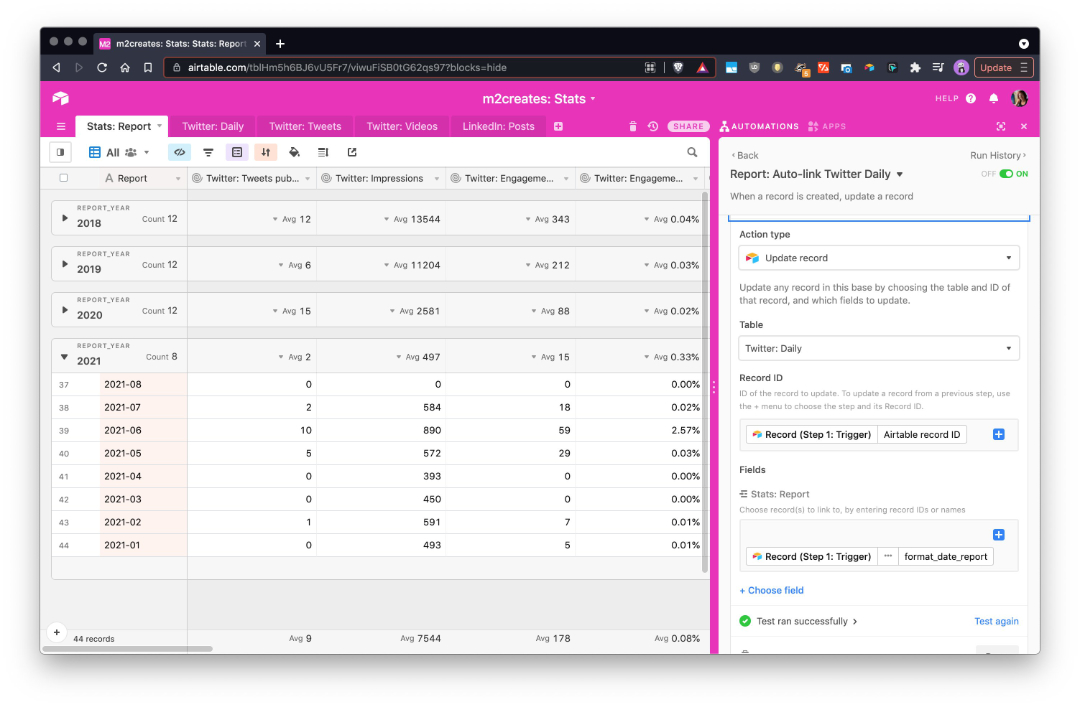 M2 m2creates: Stats: Stats: Report × +
airtable.com/tblHm5h6BJ6vU5Fr7/viwuFiSB0tG62qs97?blocks=hide
Update
m2creates: Stats
HELP
Stats: Report
Twitter: Daily
Twitter: Tweets
Twitter: Videos
LinkedIn: Posts
SHARE
AUTOMATIONS
APPS
All
Report
Twitter: Tweets pub...
Twitter: Impressions
Twitter: Engageme...
Twitter: Engageme...
REPORT_YEAR
2018 Count 12 Avg 12 Avg 13544 Avg 343 Avg 0.04%
REPORT_YEAR
2019 Count 12 Avg 6 Avg 11204 Avg 212 Avg 0.03%
REPORT_YEAR
2020 Count 12 Avg 15 Avg 2581 Avg 88 Avg 0.02%
REPORT_YEAR
2021 Count 8 Avg 2 Avg 497 Avg 15 Avg 0.33%
37 2021-08 0 0 0 0.00%
38 2021-07 2 584 18 0.02%
39 2021-06 10 890 59 2.57%
40 2021-05 5 572 29 0.03%
41 2021-04 0 393 0 0.00%
42 2021-03 0 450 0 0.00%
43 2021-02 1 591 7 0.01%
44 2021-01 0 493 5 0.01%
+ 44 records Avg 9 Avg 7544 Avg 178 Avg 0.08%
‹ Back
Run History ›
Report: Auto-link Twitter Daily
OFF ON
When a record is created, update a record
Action type
Update record
Update any record in this base by choosing the table and ID of
that record, and which fields to update.
Table
Twitter: Daily
Record ID
ID of the record to update. To update a record from a previous step, use
the + menu to choose the step and its Record ID.
Record (Step 1: Trigger) Airtable record ID
Fields
Stats: Report
Choose record(s) to link to, by entering record IDs or names
Record (Step 1: Trigger) ··· format_date_report
+ Choose field
Test ran successfully ›
Test again